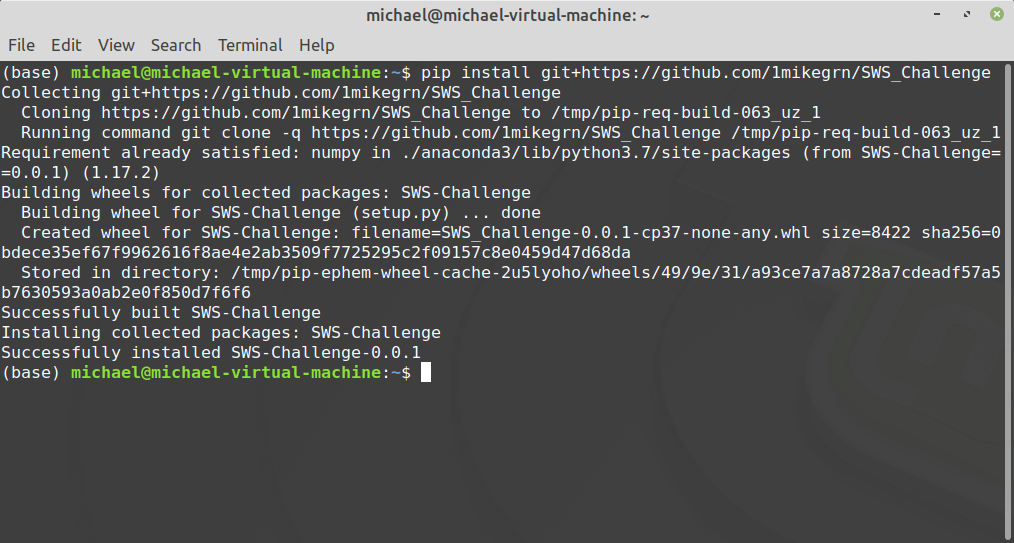 michael@michael-virtual-machine: ~
File Edit View Search Terminal Help
(base) michael@michael-virtual-machine:~$ pip install git+https://github.com/1mikegrn/SWS_Challenge
Collecting git+https://github.com/1mikegrn/SWS_Challenge
  Cloning https://github.com/1mikegrn/SWS_Challenge to /tmp/pip-req-build-063_uz_1
  Running command git clone -q https://github.com/1mikegrn/SWS_Challenge /tmp/pip-req-build-063_uz_1
Requirement already satisfied: numpy in ./anaconda3/lib/python3.7/site-packages (from SWS-Challenge=
=0.0.1) (1.17.2)
Building wheels for collected packages: SWS-Challenge
  Building wheel for SWS-Challenge (setup.py) ... done
  Created wheel for SWS-Challenge: filename=SWS_Challenge-0.0.1-cp37-none-any.whl size=8422 sha256=0
bdece35ef67f9962616f8ae4e2ab3509f7725295c2f09157c8e0459d47d68da
  Stored in directory: /tmp/pip-ephem-wheel-cache-2u5lyoho/wheels/49/9e/31/a93ce7a7a8728a7cdeadf57a5
b7630593a0ab2e0f850d7f6f6
Successfully built SWS-Challenge
Installing collected packages: SWS-Challenge
Successfully installed SWS-Challenge-0.0.1
(base) michael@michael-virtual-machine:~$